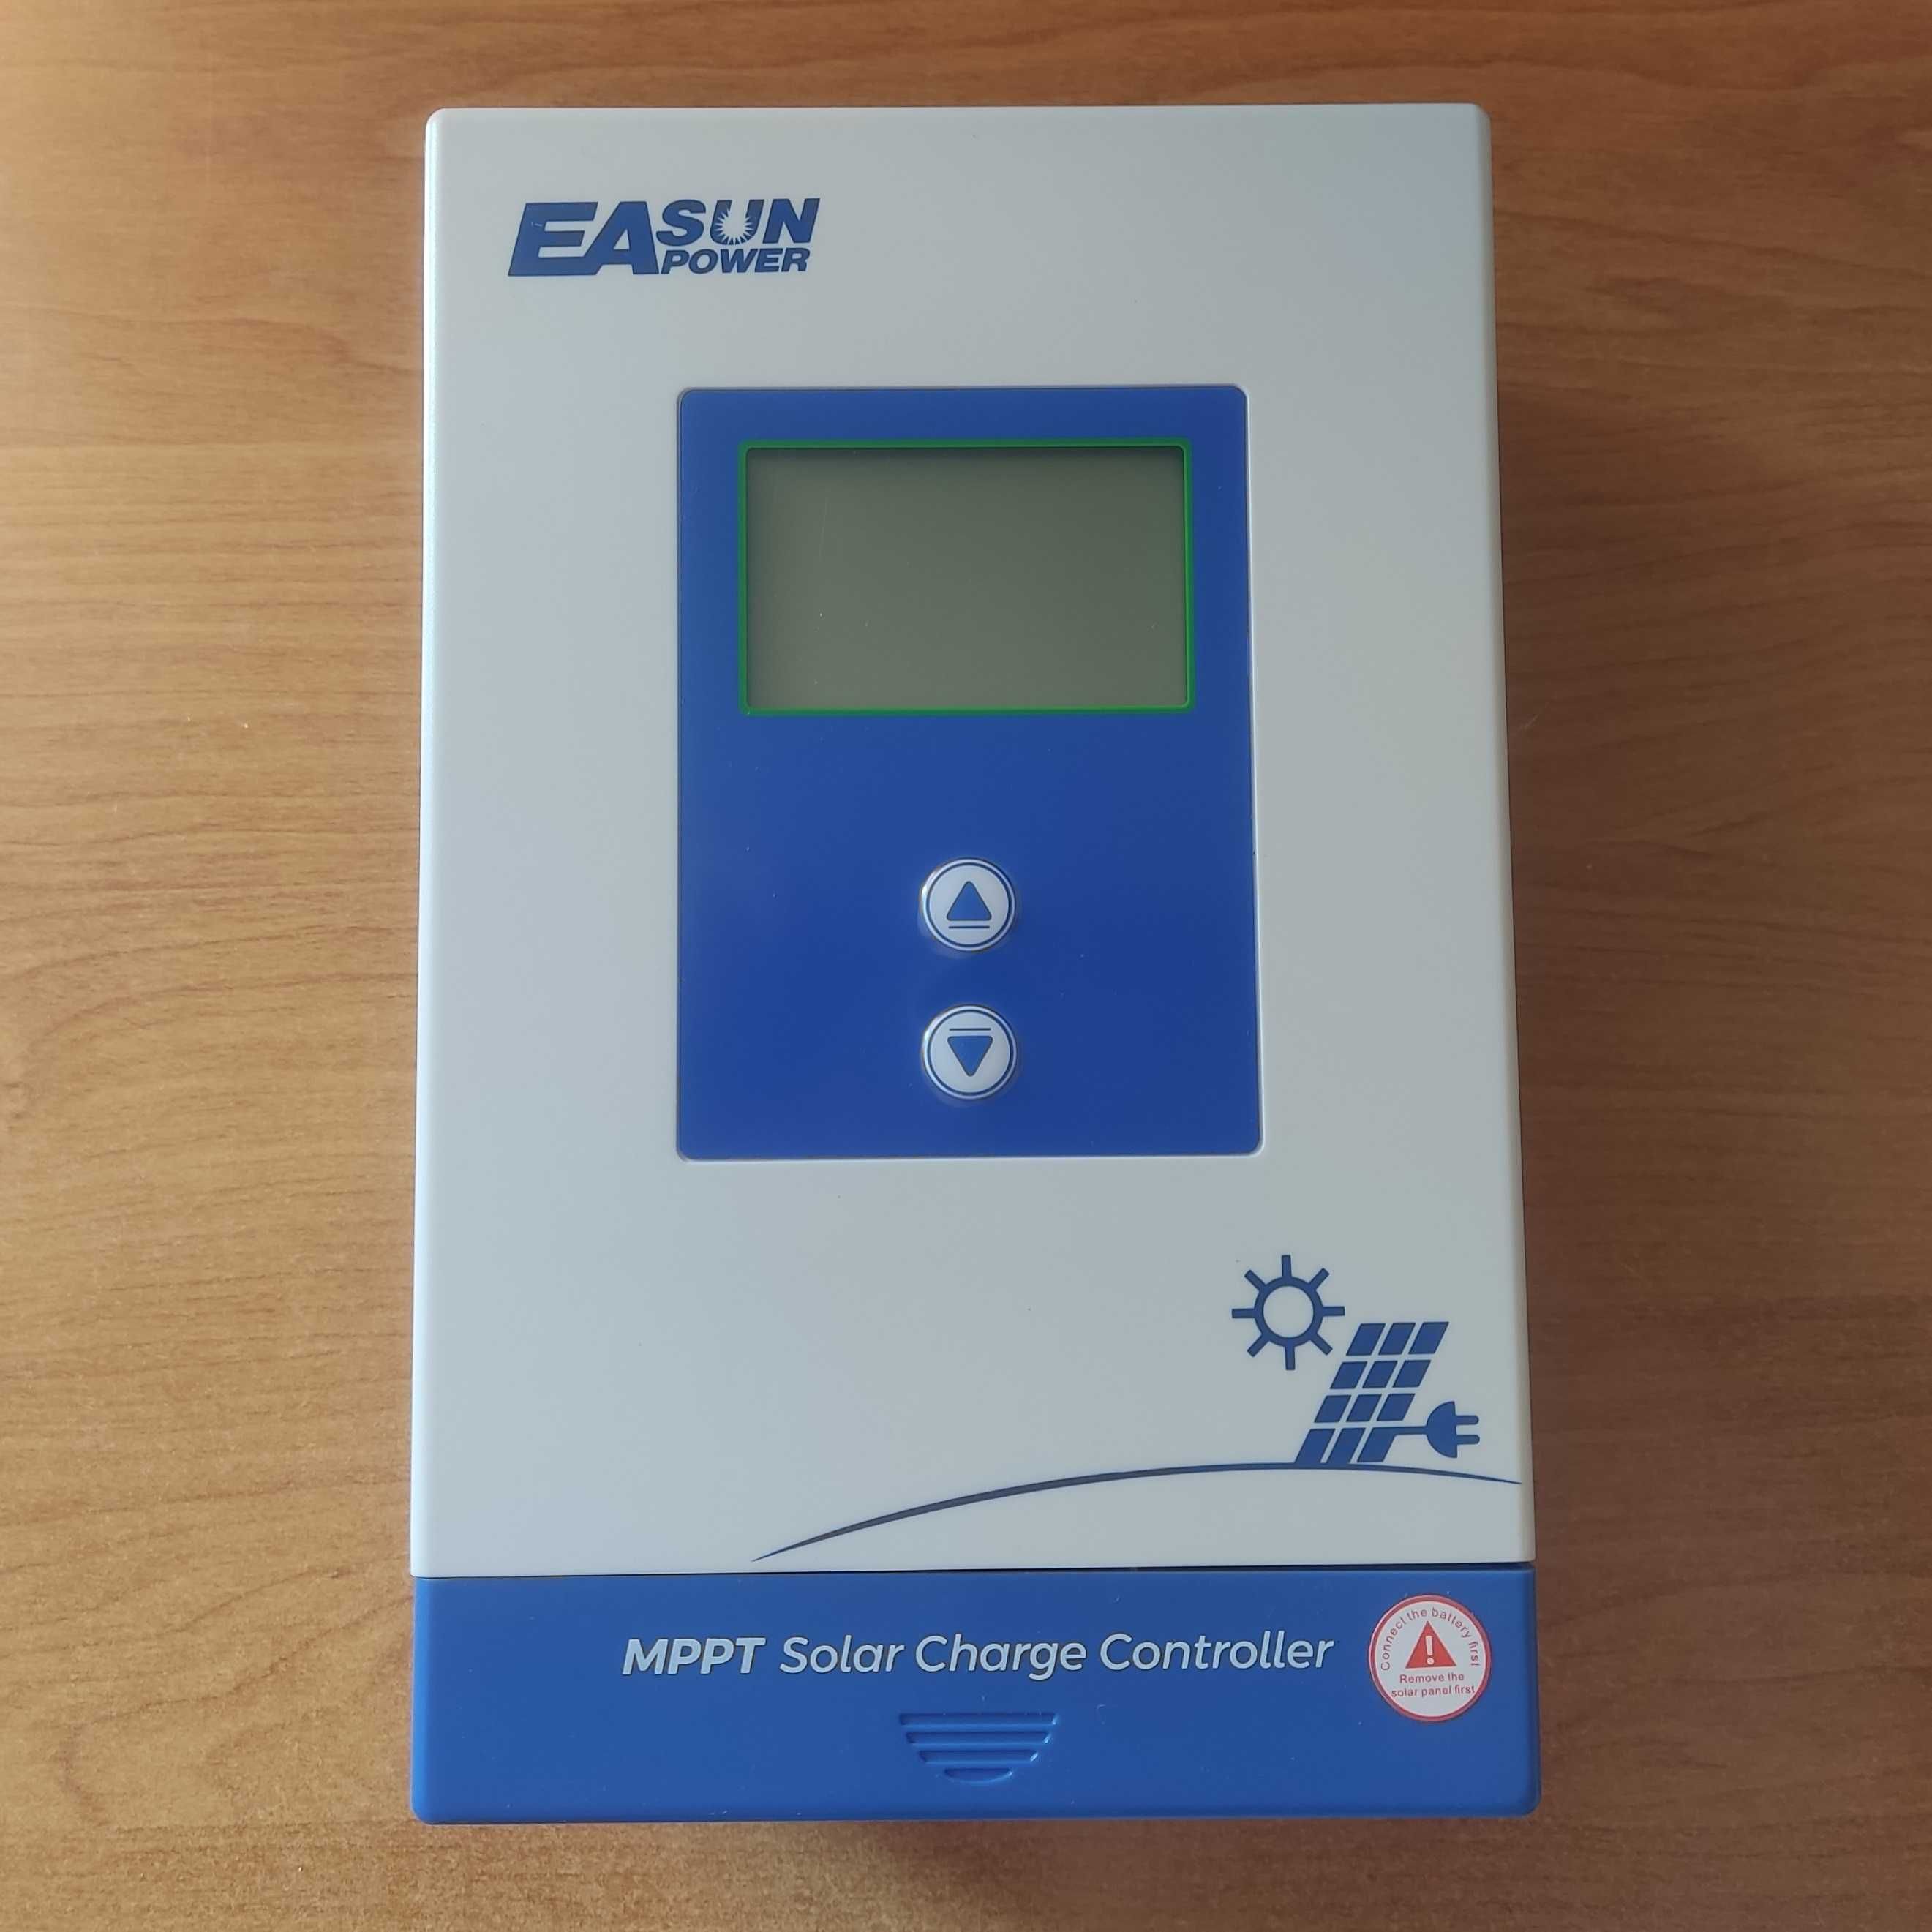 EASUN
POWER
MPPT Solar Charge Controller
Connect the battery first
Remove the
solar panel first